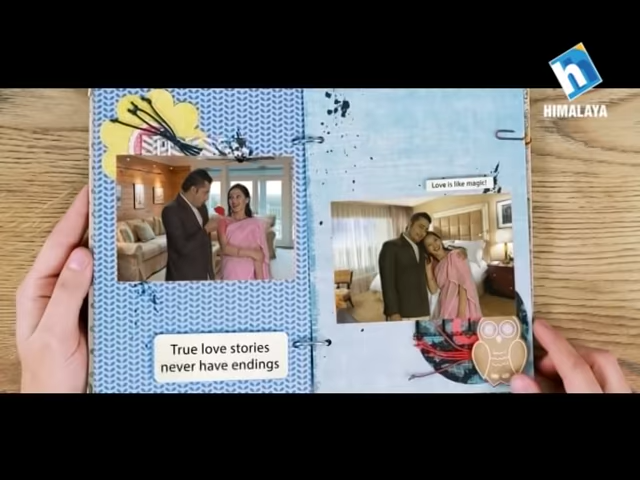 h
HIMALAYA
Love is like magic!
True love stories
never have endings